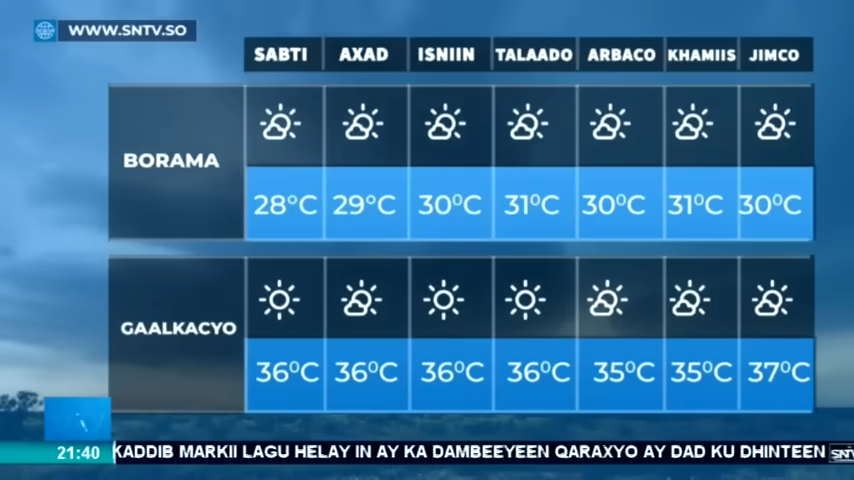 WWW.SNTV.SO
SABTI AXAD ISNIIN TALAADO ARBACO KHAMIIS JIMCO
BORAMA
28°C 29°C 30°C 31°C 30°C 31°C 30°C
GAALKACYO
36°C 36°C 36°C 36°C 35°C 35°C 37°C
21:40 KADDIB MARKII LAGU HELAY IN AY KA DAMBEEYEEN QARAXYO AY DAD KU DHINTEEN SNTV